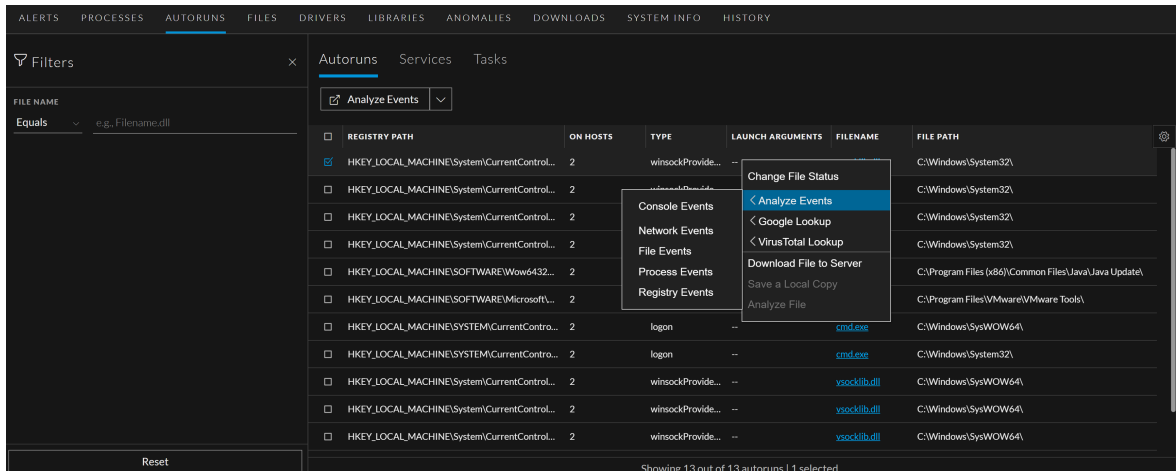 ALERTS PROCESSES AUTORUNS FILES DRIVERS LIBRARIES ANOMALIES DOWNLOADS SYSTEM INFO HISTORY
Filters ×
FILE NAME
Equals e.g., Filename.dll
Reset
Autoruns Services Tasks
Analyze Events
REGISTRY PATH ON HOSTS TYPE LAUNCH ARGUMENTS FILENAME FILE PATH
HKEY_LOCAL_MACHINE\System\CurrentControl... 2 winsockProvide... -- C:\Windows\System32\
HKEY_LOCAL_MACHINE\System\CurrentControl... 2 winsockProvide... C:\Windows\System32\
HKEY_LOCAL_MACHINE\System\CurrentControl... 2 C:\Windows\System32\
HKEY_LOCAL_MACHINE\System\CurrentControl... 2 C:\Windows\System32\
HKEY_LOCAL_MACHINE\SOFTWARE\Wow6432... 2 C:\Program Files (x86)\Common Files\Java\Java Update\
HKEY_LOCAL_MACHINE\SOFTWARE\Microsoft\... 2 C:\Program Files\VMware\VMware Tools\
HKEY_LOCAL_MACHINE\SYSTEM\CurrentContro... 2 logon -- cmd.exe C:\Windows\SysWOW64\
HKEY_LOCAL_MACHINE\SYSTEM\CurrentContro... 2 logon -- cmd.exe C:\Windows\System32\
HKEY_LOCAL_MACHINE\System\CurrentControl... 2 winsockProvide... -- vsocklib.dll C:\Windows\SysWOW64\
HKEY_LOCAL_MACHINE\System\CurrentControl... 2 winsockProvide... -- vsocklib.dll C:\Windows\SysWOW64\
HKEY_LOCAL_MACHINE\System\CurrentControl... 2 winsockProvide... -- vsocklib.dll C:\Windows\SysWOW64\
Showing 13 out of 13 autoruns | 1 selected
Change File Status
Analyze Events
Google Lookup
VirusTotal Lookup
Download File to Server
Save a Local Copy
Analyze File
Console Events
Network Events
File Events
Process Events
Registry Events